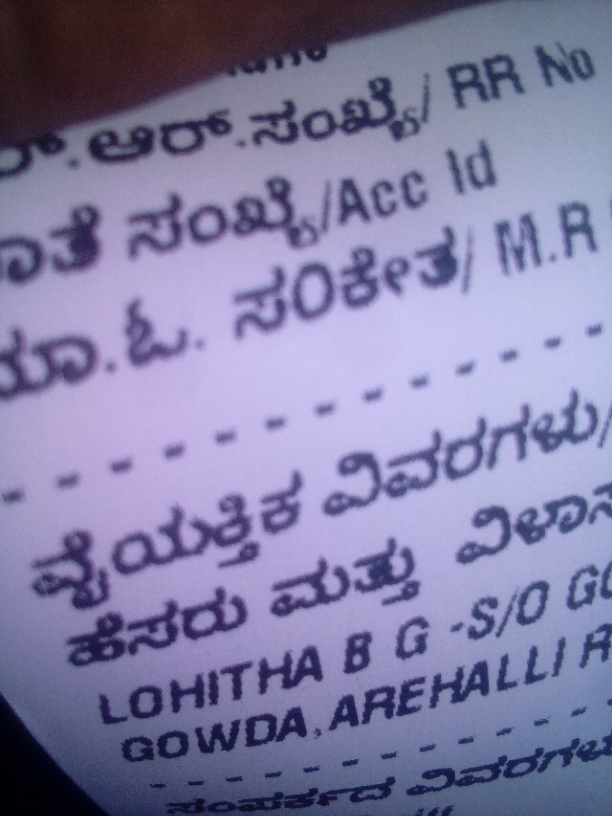 ಆರ್.ಸಂಖ್ಯೆ/ RR No
ಸಂಖ್ಯೆ/Acc Id
ಓ. ಸಂಕೇತ/ M.R
- - - - - - - - - - - -
ವೈಯಕ್ತಿಕ ವಿವರಗಳು/
ಹೆಸರು ಮತ್ತು
LOHITHA B G -S/O
GOWDA, AREHALLI
- - - - - - - - - - - -
ಸಂಪರ್ಕದ ವಿವರಗಳು